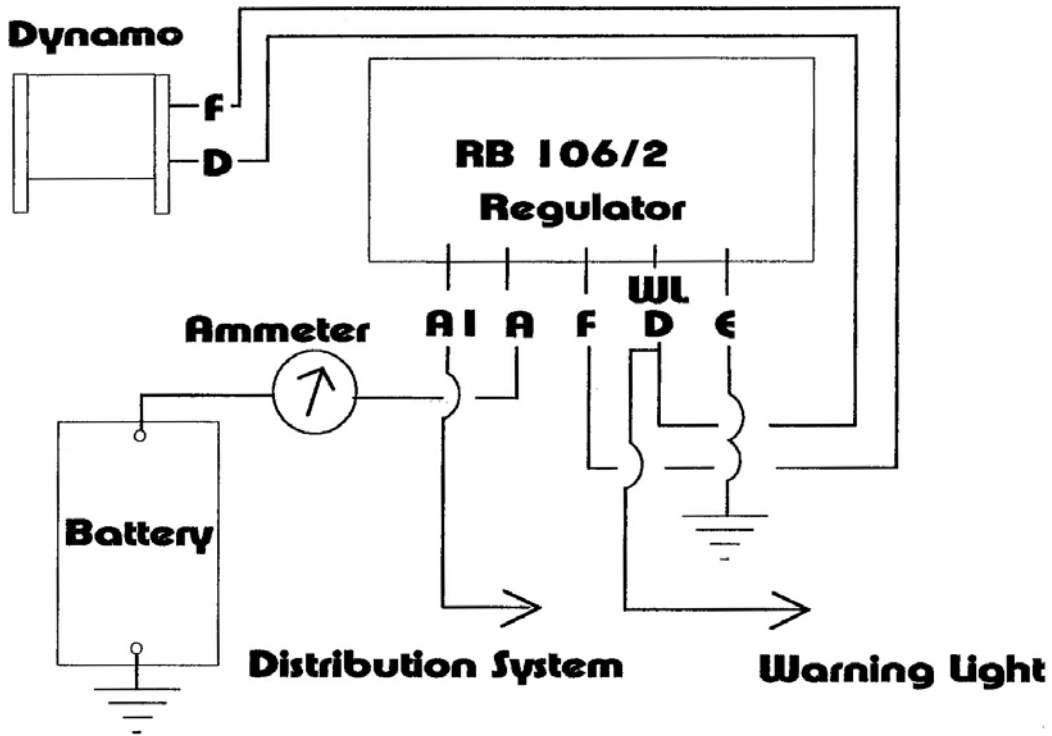 Dynamo
F
D
RB 106/2
Regulator
WL
A1 A F D E
Ammeter
Battery
Distribution System
Warning Light